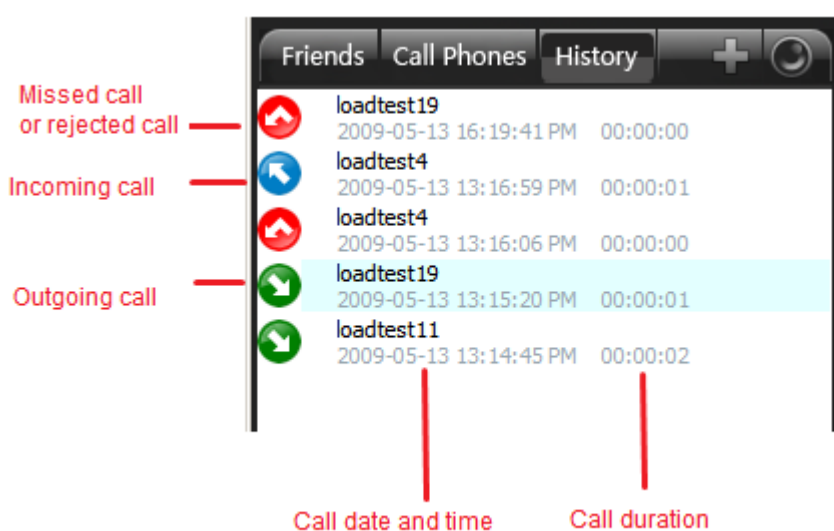 Friends Call Phones History
Missed call
or rejected call
loadtest19
2009-05-13 16:19:41 PM 00:00:00
Incoming call
loadtest4
2009-05-13 13:16:59 PM 00:00:01
loadtest4
2009-05-13 13:16:06 PM 00:00:00
Outgoing call
loadtest19
2009-05-13 13:15:20 PM 00:00:01
loadtest11
2009-05-13 13:14:45 PM 00:00:02
Call date and time
Call duration